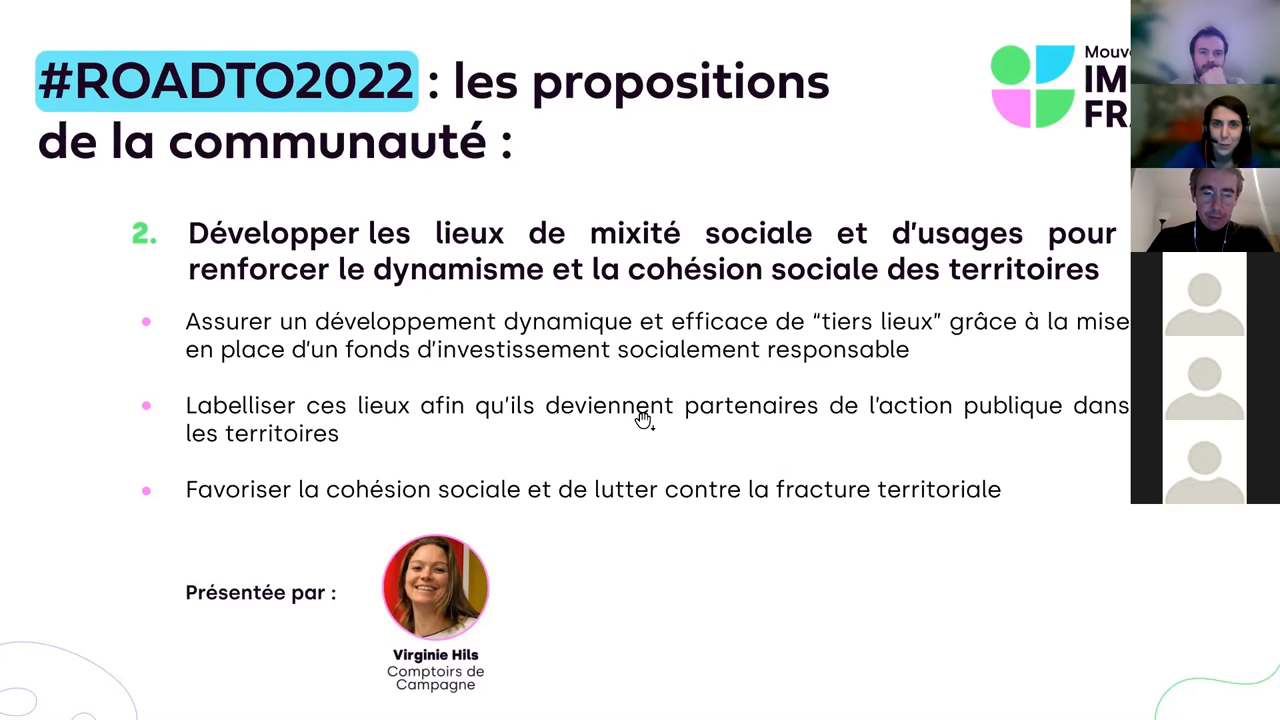 #ROADTO2022 : les propositions
de la communauté :
Mouv
IM
FR
2. Développer les lieux de mixité sociale et d'usages pour
renforcer le dynamisme et la cohésion sociale des territoires
• Assurer un développement dynamique et efficace de “tiers lieux” grâce à la mise
en place d'un fonds d'investissement socialement responsable
• Labelliser ces lieux afin qu'ils deviennent partenaires de l'action publique dans
les territoires
• Favoriser la cohésion sociale et de lutter contre la fracture territoriale
Présentée par :
Virginie Hils
Comptoirs de
Campagne